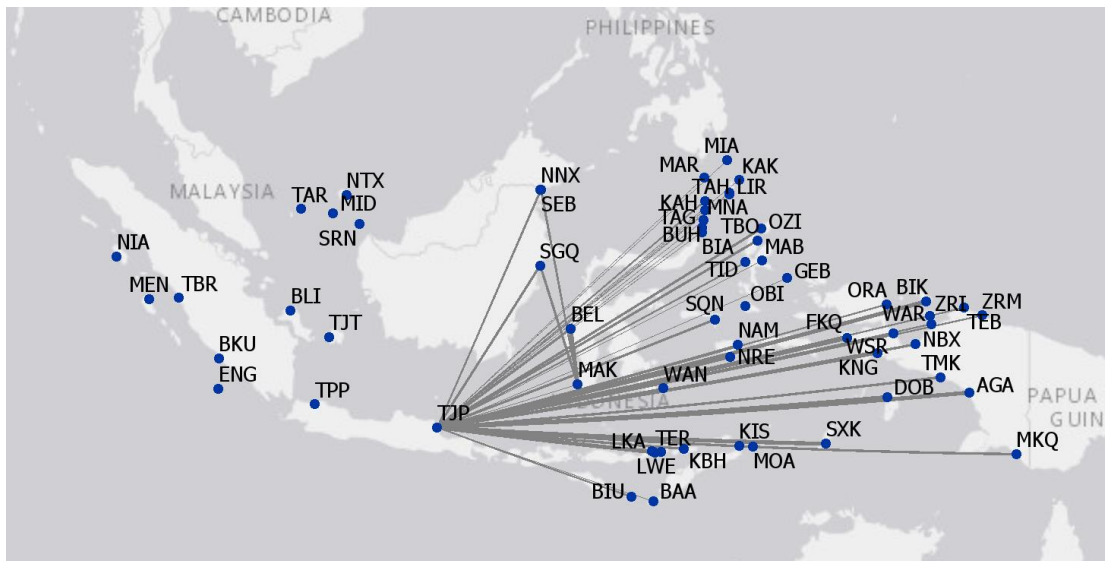 CAMBODIA
PHILIPPINES
MIA
MAR
KAK
MALAYSIA
NTX
NNX
TAH
LIR
TAR
MID
SEB
KAH
MNA
TAG
TBO
OZI
SRN
BUH
BIA
MAB
NIA
SGQ
TID
GEB
MEN
TBR
BLI
OBI
ORA
BIK
SQN
ZRI
ZRM
BEL
WAR
TEB
FKQ
TJT
NAM
NBX
BKU
WSR
NRE
KNG
TMK
ENG
MAK
WAN
DOB
AGA
TPP
PAPUA
TJP
GUIN
LKA
TER
KIS
SXK
MKQ
LWE
KBH
MOA
BIU
BAA